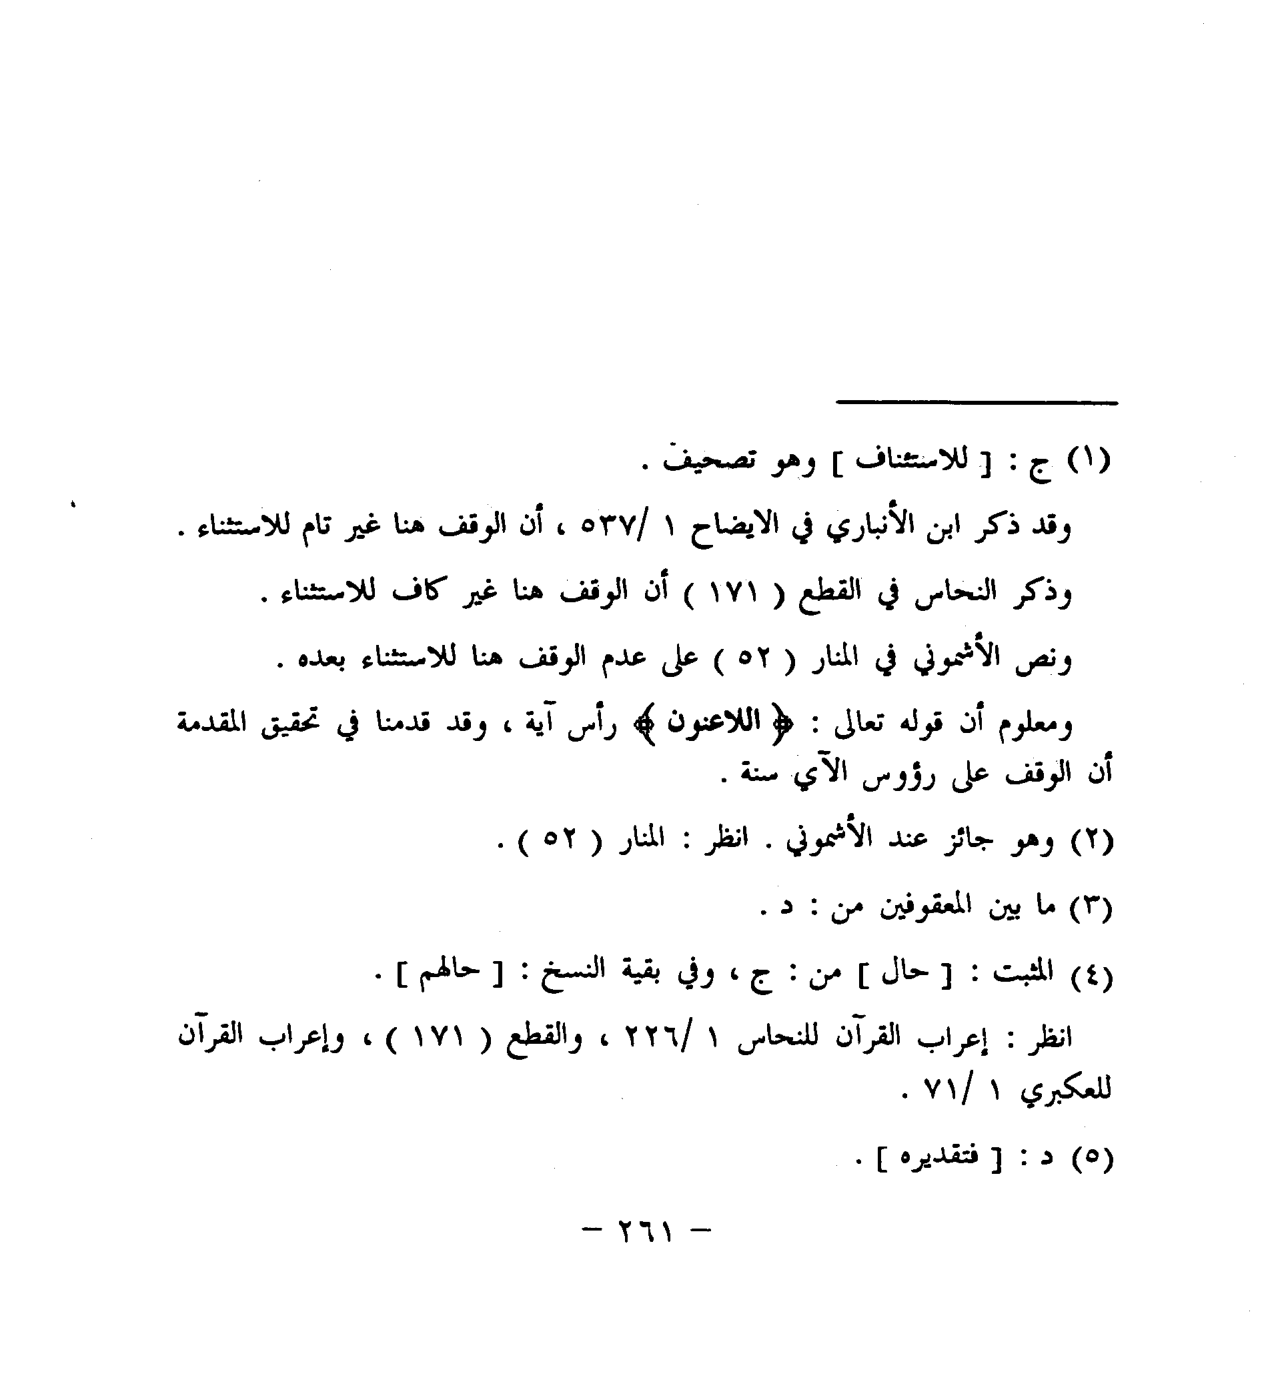 (١) ج : [ للاستئناف ] وهو تصحيف .
وقد ذكر ابن الأنباري في الايضاح ١ /٥٣٧ ، أن الوقف هنا غير تام للاستثناء .
وذكر النحاس في القطع ( ١٧١ ) أن الوقف هنا غير كاف للاستثناء .
ونص الأشموني في المنار ( ٥٢ ) على عدم الوقف هنا للاستثناء بعده .
ومعلوم أن قوله تعالى : ﴿ اللاعنون ﴾ رأس آية ، وقد قدمنا في تحقيق المقدمة
أن الوقف على رؤوس الآي سنة .
(٢) وهو جائز عند الأشموني . انظر : المنار ( ٥٢ ) .
(٣) ما بين المعقوفين من : د .
(٤) المثبت : [ حال ] من : ج ، وفي بقية النسخ : [ حالهم ] .
انظر : إعراب القرآن للنحاس ١ /٢٢٦ ، والقطع ( ١٧١ ) ، وإعراب القرآن
للعكبري ١ /٧١ .
(٥) د : [ فتقديره ] .
– ٢٦١ –